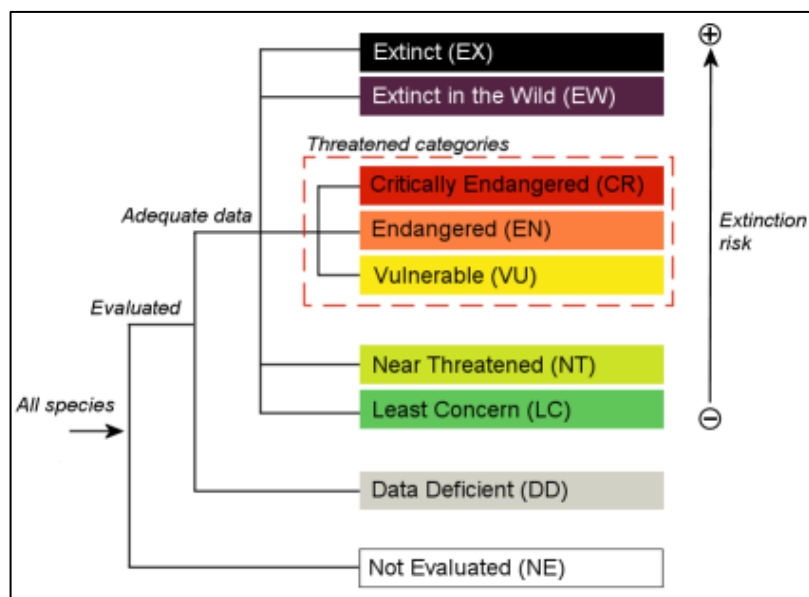 Extinct (EX)
Extinct in the Wild (EW)
Threatened categories
Critically Endangered (CR)
Adequate data
Endangered (EN)
Extinction
risk
Vulnerable (VU)
Evaluated
Near Threatened (NT)
All species
Least Concern (LC)
Data Deficient (DD)
Not Evaluated (NE)